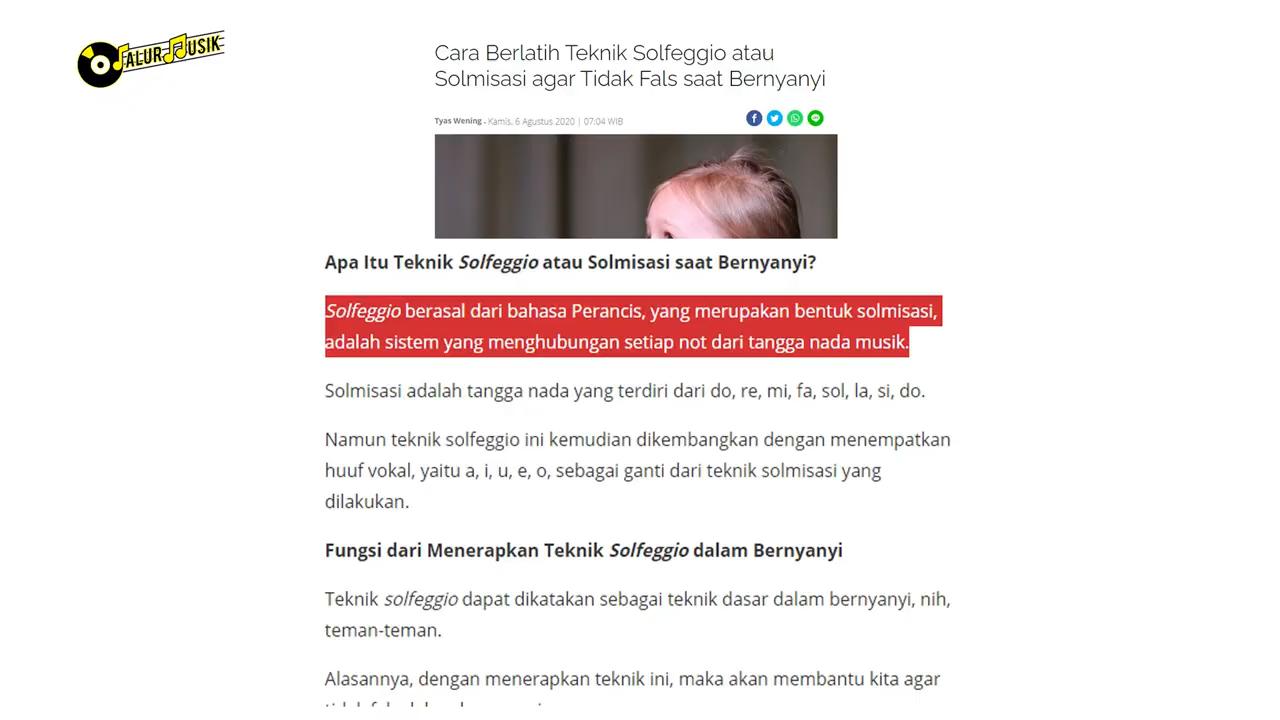 ALUR MUSIK
Cara Berlatih Teknik Solfeggio atau
Solmisasi agar Tidak Fals saat Bernyanyi
Tyas Wening - Kamis, 6 Agustus 2020 | 07:04 WIB
Apa Itu Teknik Solfeggio atau Solmisasi saat Bernyanyi?
Solfeggio berasal dari bahasa Perancis, yang merupakan bentuk solmisasi,
adalah sistem yang menghubungan setiap not dari tangga nada musik.
Solmisasi adalah tangga nada yang terdiri dari do, re, mi, fa, sol, la, si, do.
Namun teknik solfeggio ini kemudian dikembangkan dengan menempatkan
huuf vokal, yaitu a, i, u, e, o, sebagai ganti dari teknik solmisasi yang
dilakukan.
Fungsi dari Menerapkan Teknik Solfeggio dalam Bernyanyi
Teknik solfeggio dapat dikatakan sebagai teknik dasar dalam bernyanyi, nih,
teman-teman.
Alasannya, dengan menerapkan teknik ini, maka akan membantu kita agar